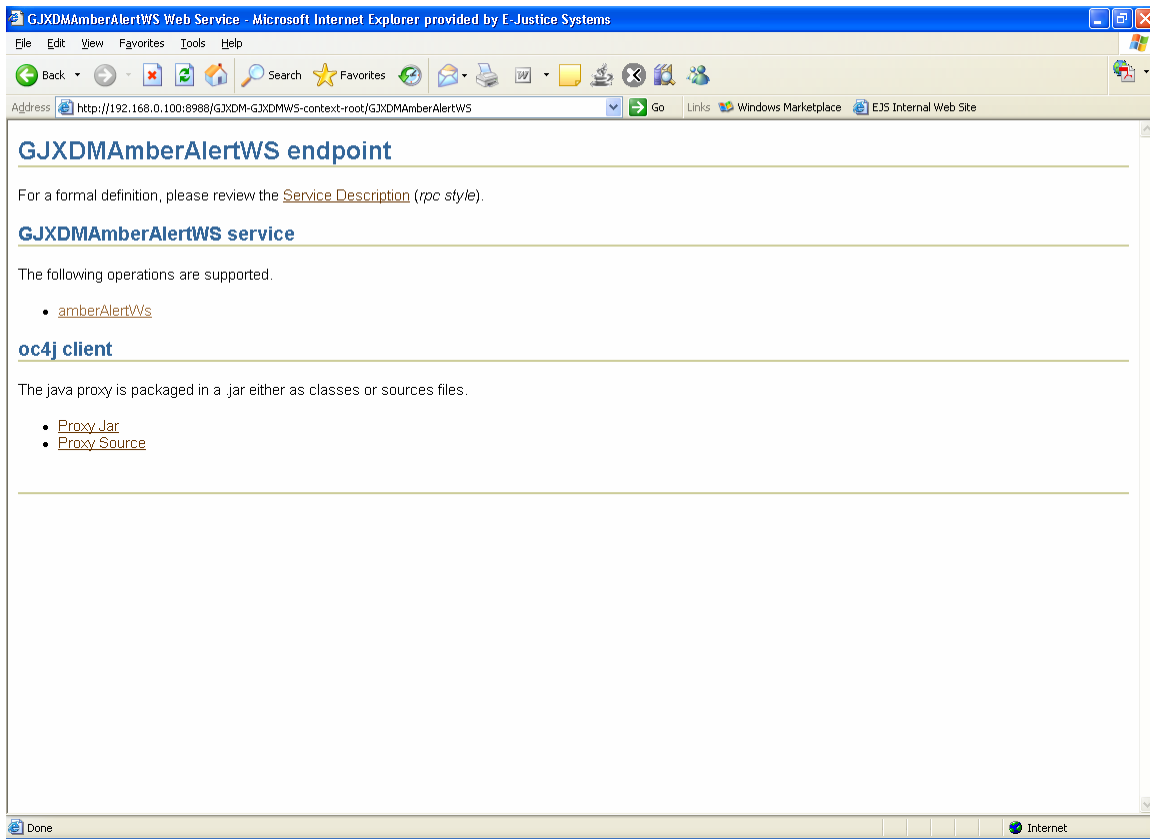 GJXDMAmberAlertWS Web Service - Microsoft Internet Explorer provided by E-Justice Systems
File Edit View Favorites Tools Help
Back Search Favorites
Address http://192.168.0.100:8988/GJXDM-GJXDMWS-context-root/GJXDMAmberAlertWS Go Links Windows Marketplace EJS Internal Web Site
GJXDMAmberAlertWS endpoint
For a formal definition, please review the Service Description (rpc style).
GJXDMAmberAlertWS service
The following operations are supported.
• amberAlertWs
oc4j client
The java proxy is packaged in a .jar either as classes or sources files.
• Proxy Jar
• Proxy Source
Done Internet